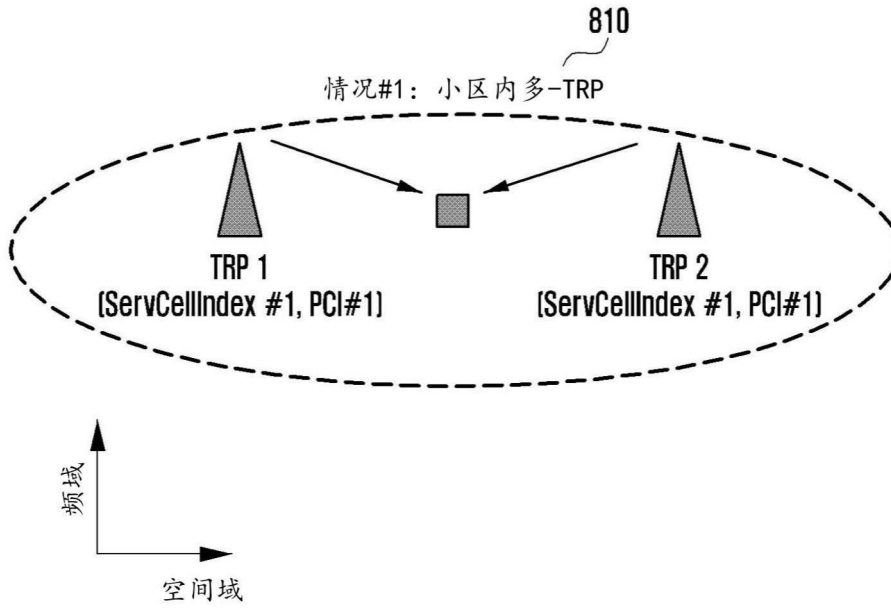 810
情况#1: 小区内多-TRP
TRP 1
(ServCellIndex #1, PCI#1)
TRP 2
(ServCellIndex #1, PCI#1)
频域
空间域